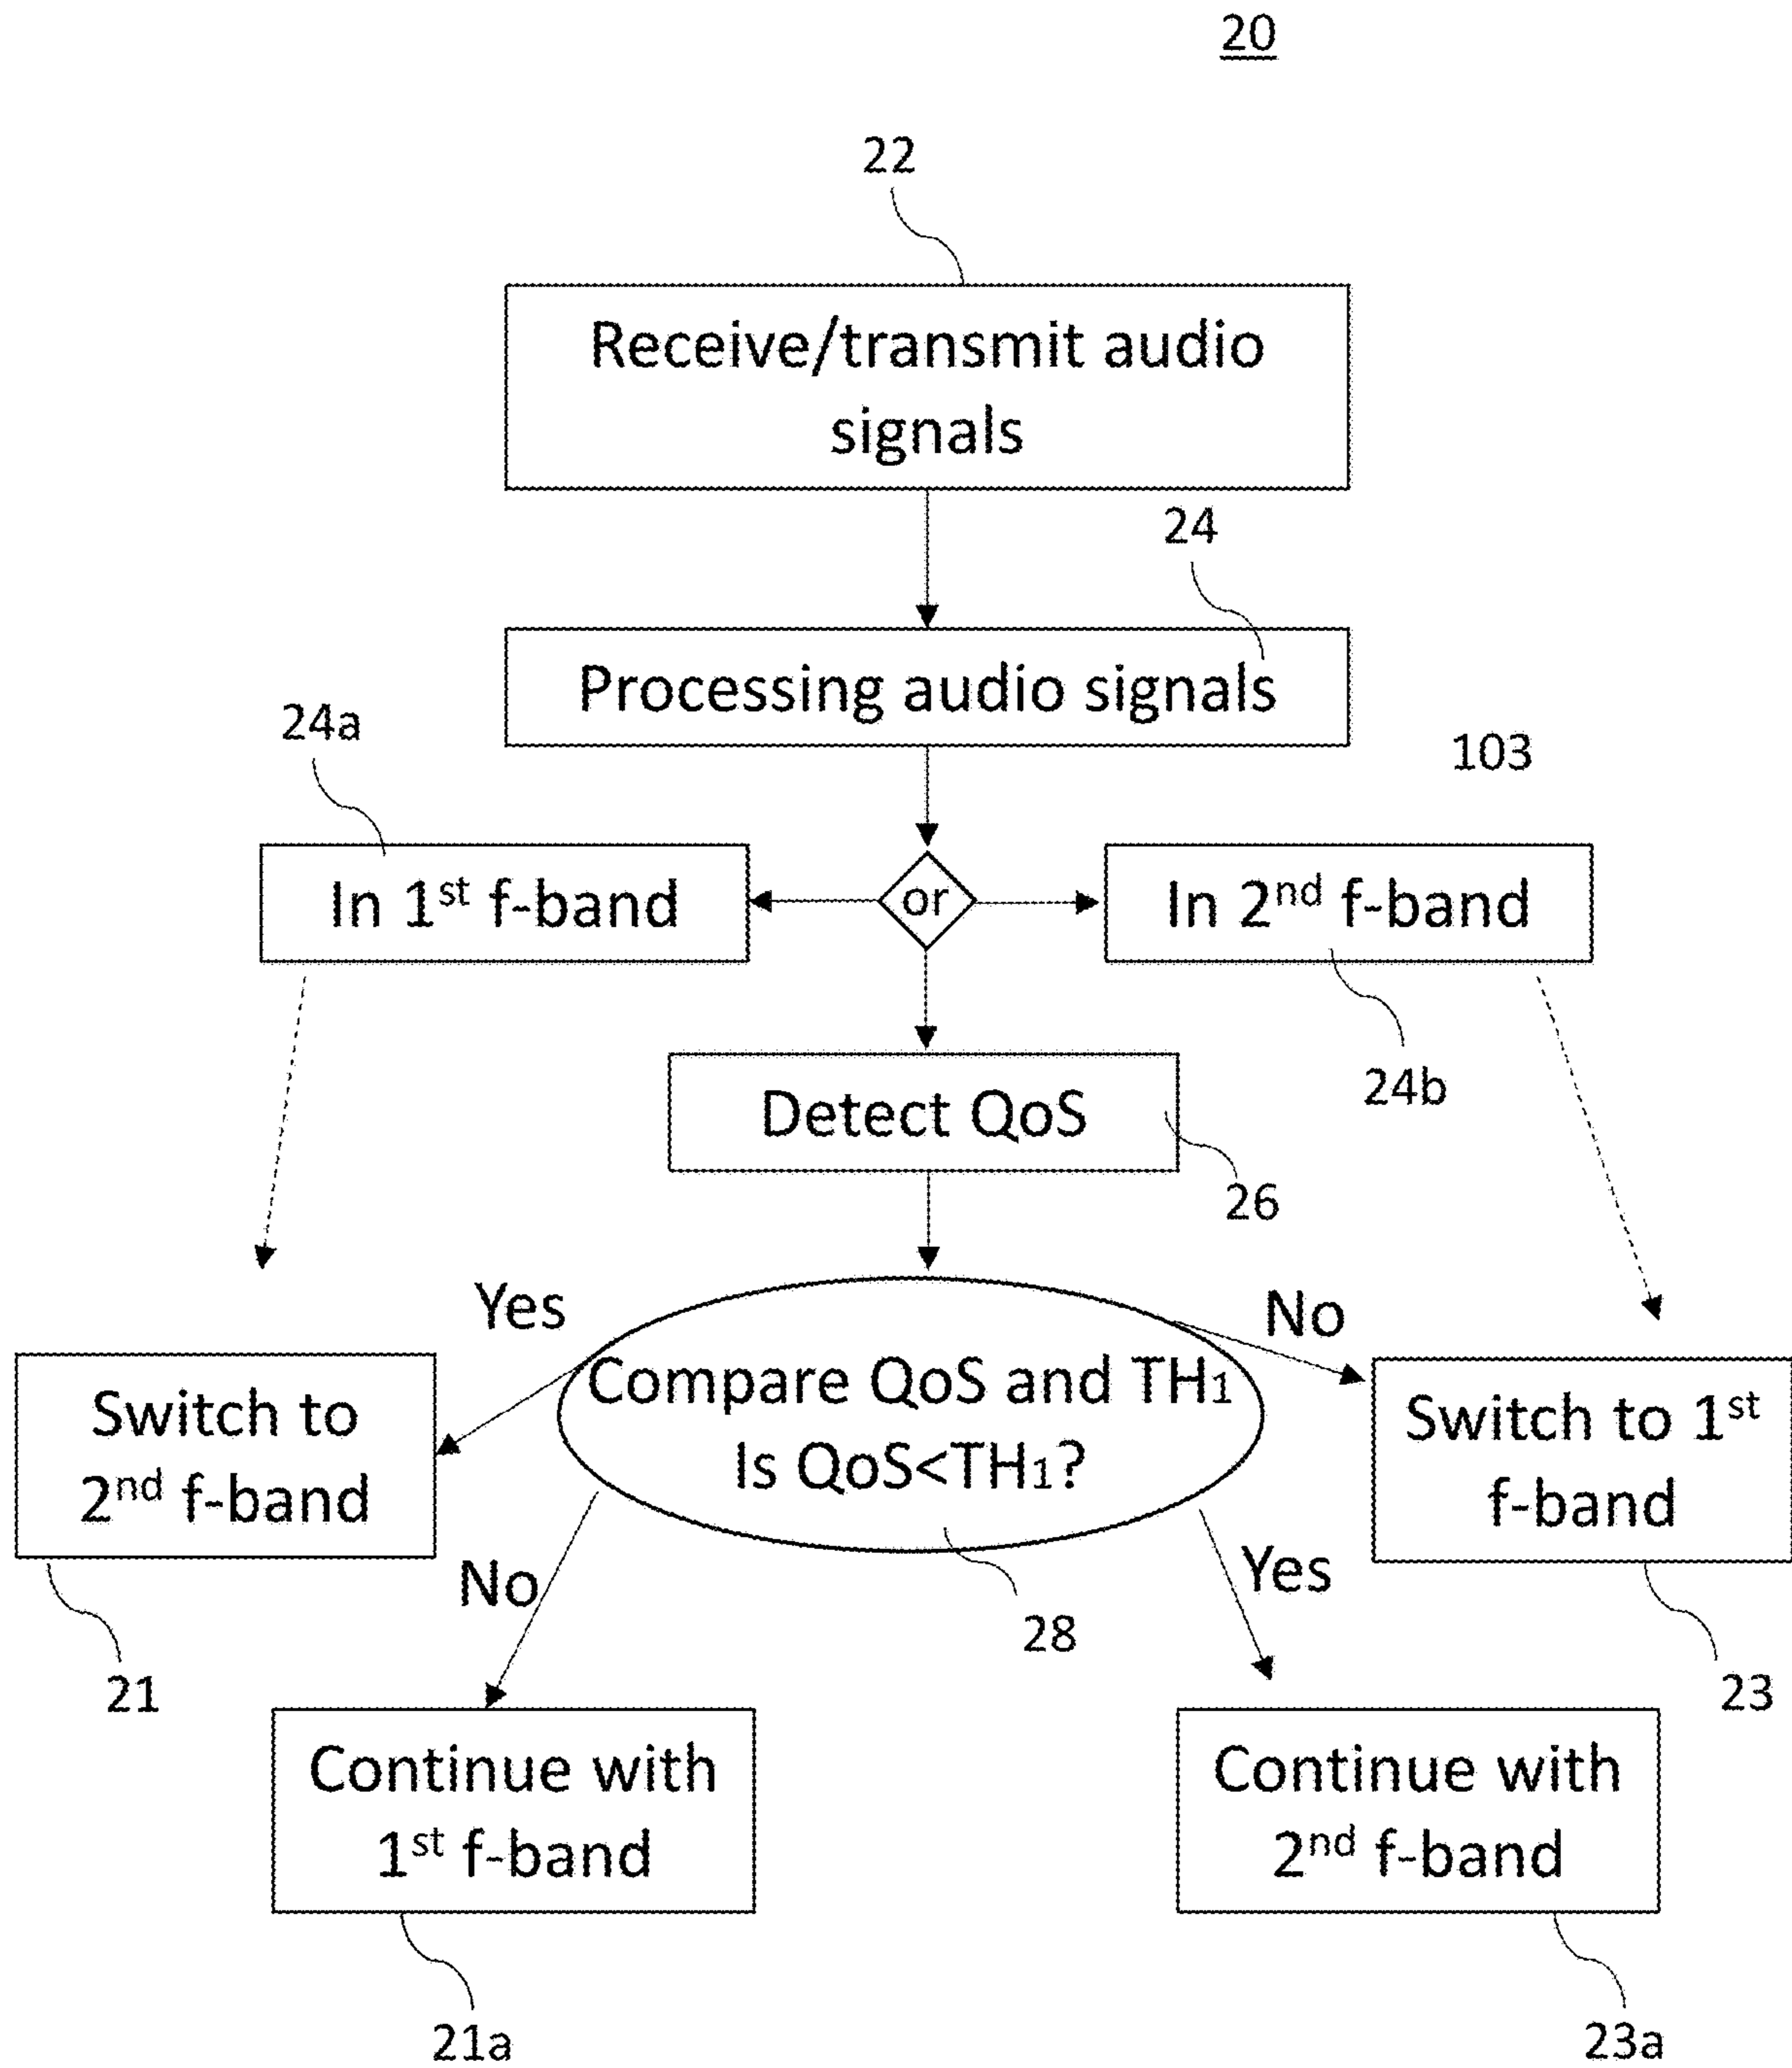 20
22
Receive/transmit audio
signals
24
Processing audio signals
24a
103
In 1st f-band
or
In 2nd f-band
24b
Detect QoS
26
Yes
No
Compare QoS and TH1
Is QoS<TH1?
Switch to
2nd f-band
Switch to 1st
f-band
No
Yes
28
21
23
Continue with
1st f-band
Continue with
2nd f-band
21a
23a